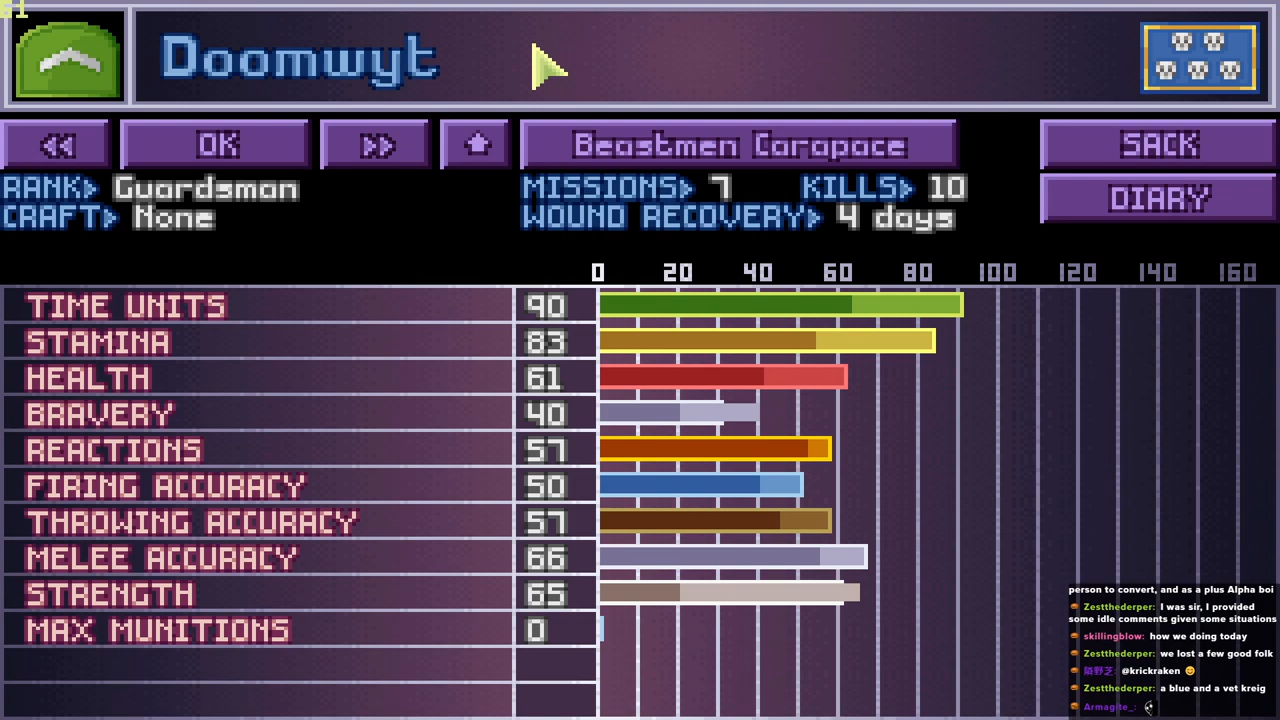 Doomwyt
OK
Beastmen Carapace
SACK
RANK> Guardsman
MISSIONS> 7 KILLS> 10
DIARY
CRAFT> None
WOUND RECOVERY> 4 days
0 20 40 60 80 100 120 140 160
TIME UNITS 90
STAMINA 83
HEALTH 61
BRAVERY 40
REACTIONS 57
FIRING ACCURACY 50
THROWING ACCURACY 57
MELEE ACCURACY 66
STRENGTH 65
MAX MUNITIONS 0
person to convert, and as a plus Alpha boi
Zestthederper: I was sir, I provided
some idle comments given some situations
skillingblow: how we doing today
Zestthederper: we lost a few good folk
@krickraken
Zestthederper: a blue and a vet kreig
Armagite_: